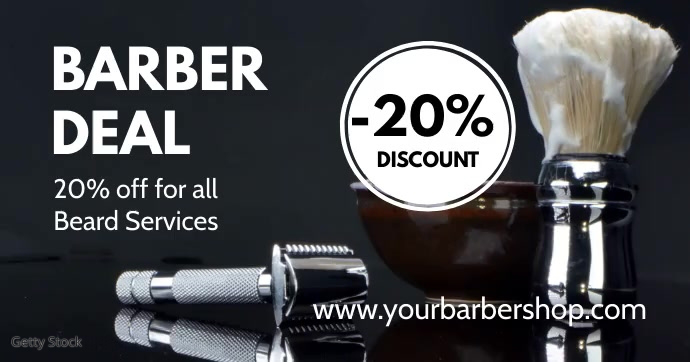 BARBER
DEAL
20% off for all
Beard Services
-20%
DISCOUNT
www.yourbarbershop.com
Getty Stock